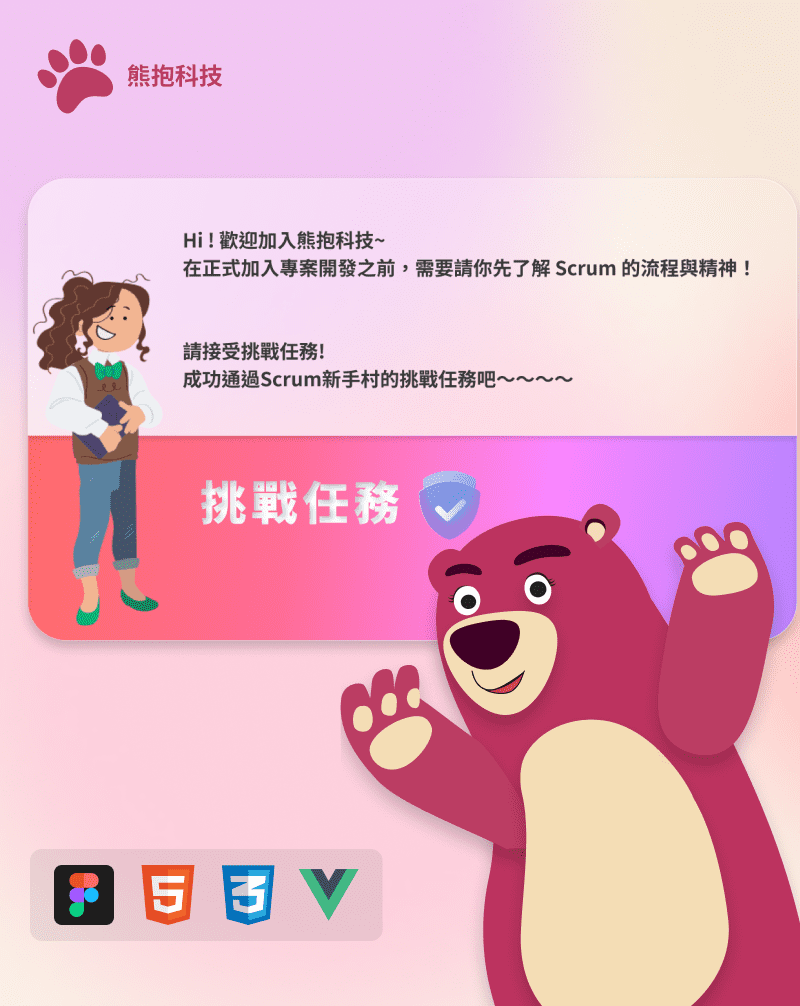 熊抱科技
Hi ! 歡迎加入熊抱科技~
在正式加入專案開發之前，需要請你先了解 Scrum 的流程與精神！
請接受挑戰任務!
成功通過Scrum新手村的挑戰任務吧～～～～
挑戰任務
5
3